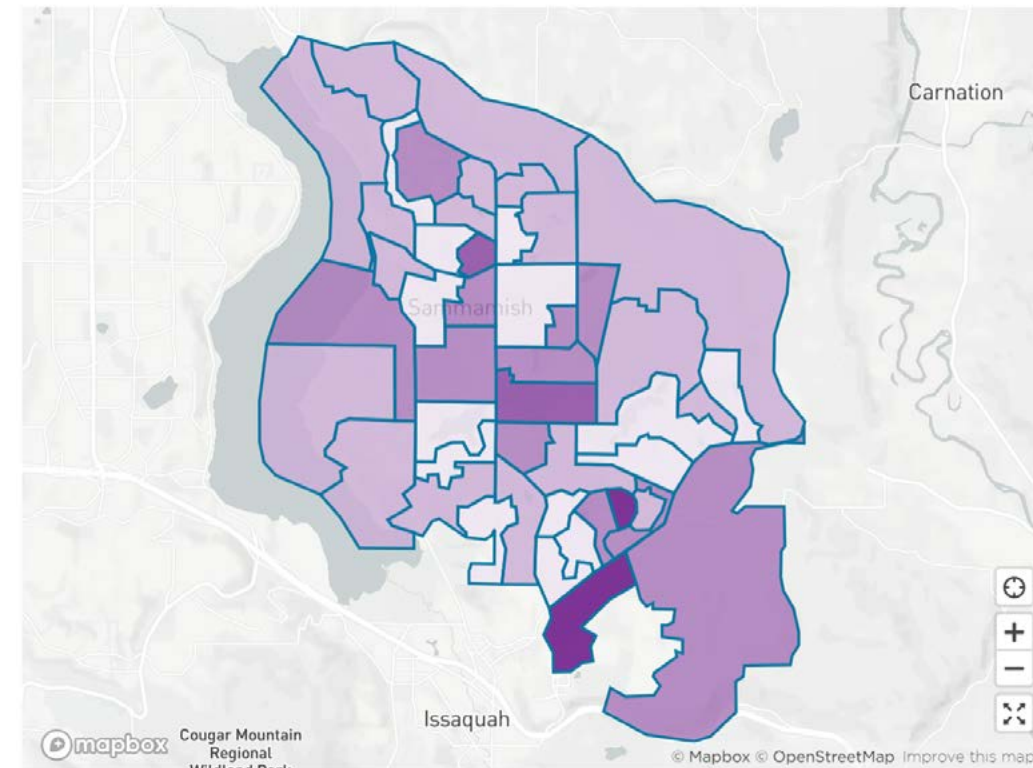 Carnation
Sammamish
Issaquah
mapbox
Cougar Mountain
Regional
© Mapbox © OpenStreetMap Improve this map